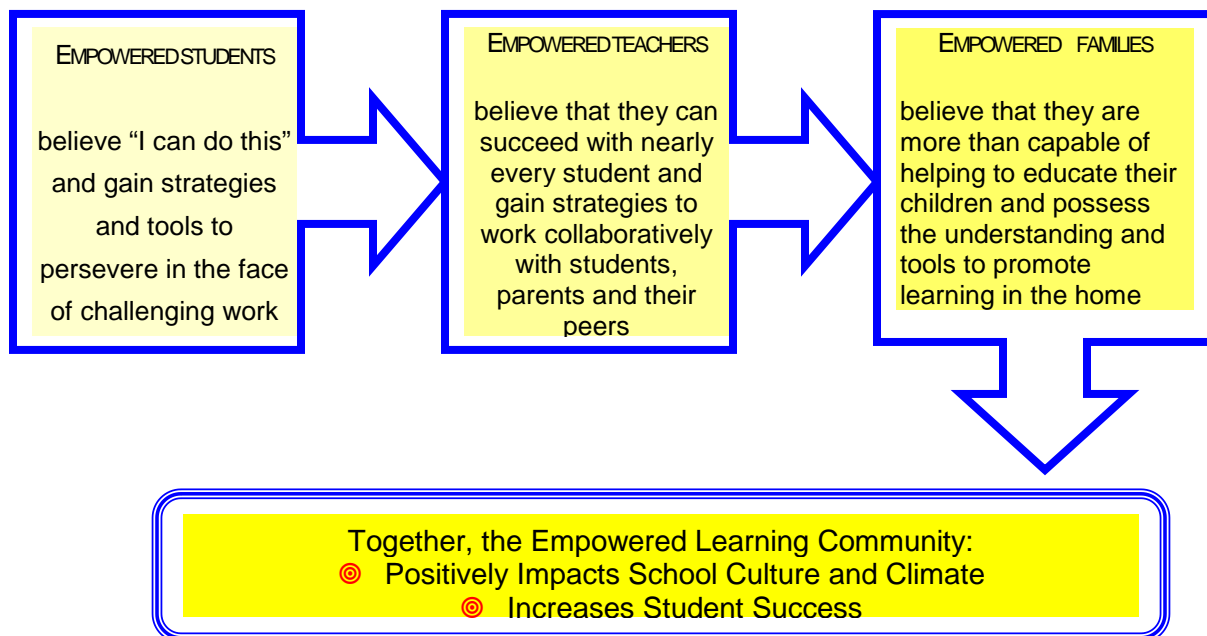 EMPOWERED STUDENTS
believe “I can do this”
and gain strategies
and tools to
persevere in the face
of challenging work
EMPOWERED TEACHERS
believe that they can
succeed with nearly
every student and
gain strategies to
work collaboratively
with students,
parents and their
peers
EMPOWERED FAMILIES
believe that they are
more than capable of
helping to educate their
children and possess
the understanding and
tools to promote
learning in the home
Together, the Empowered Learning Community:
Positively Impacts School Culture and Climate
Increases Student Success